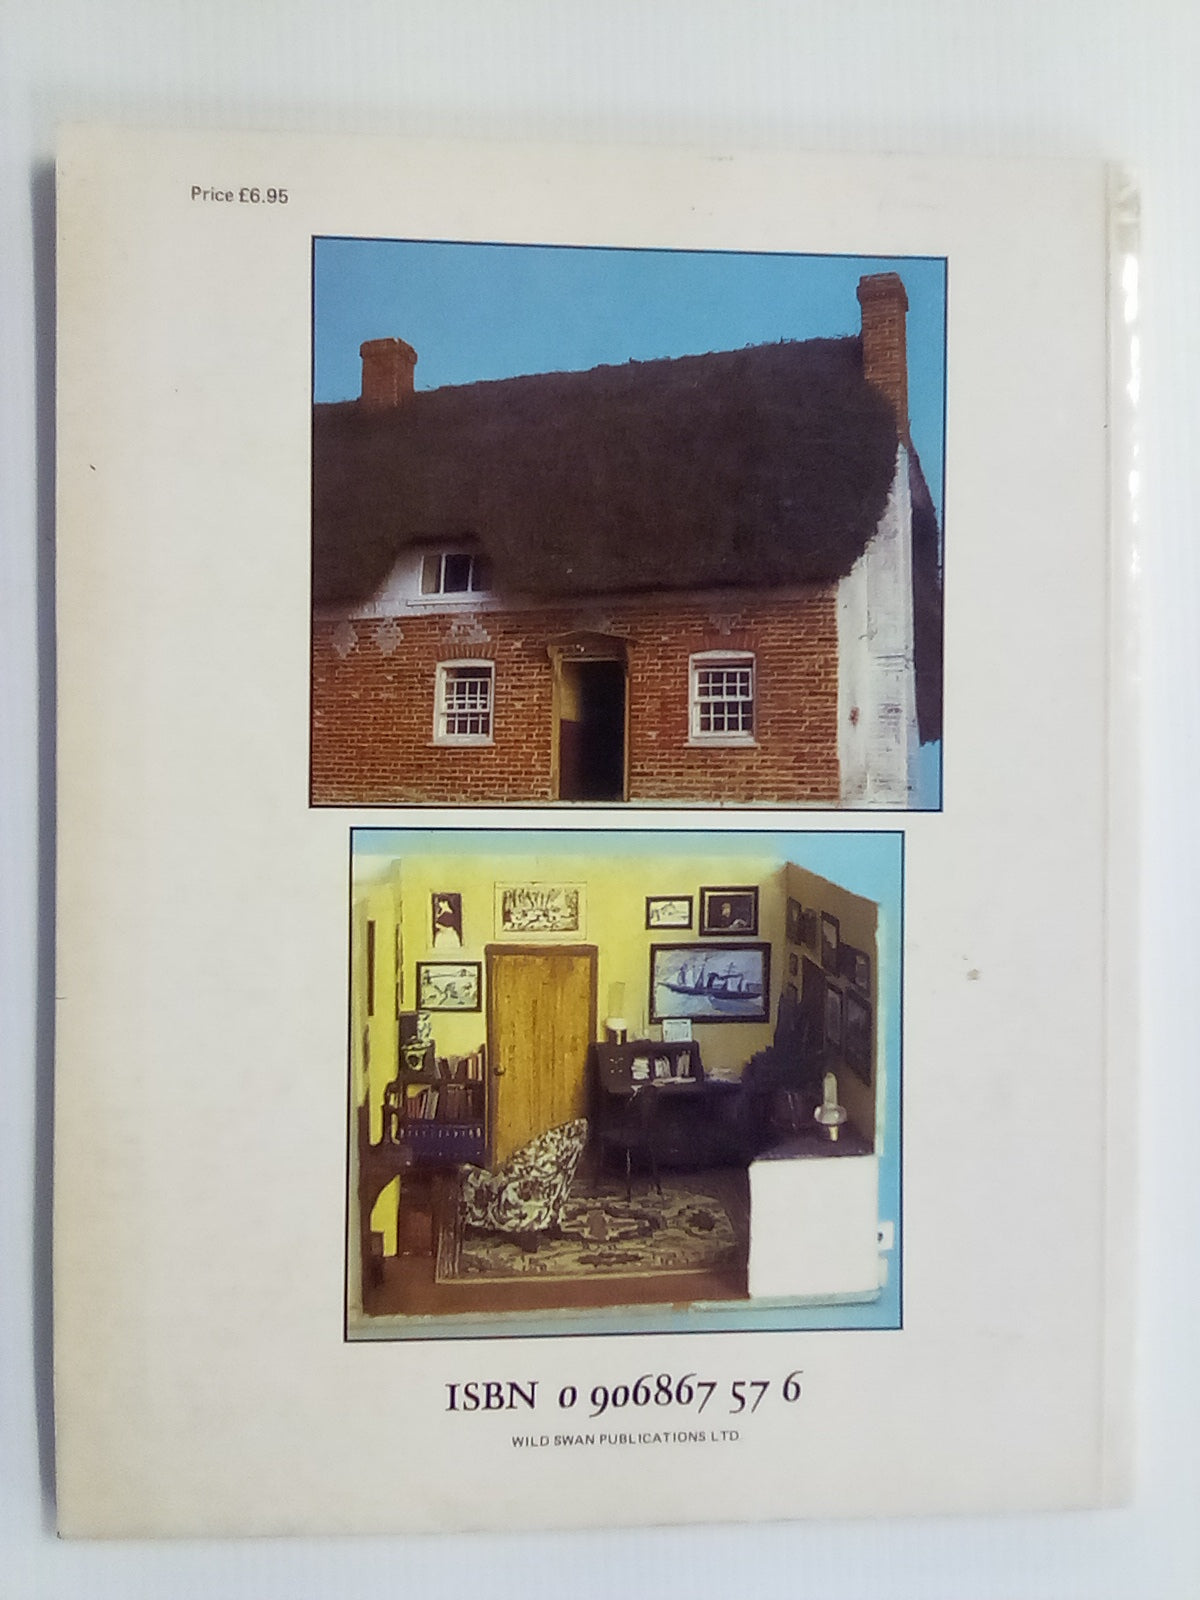 Price £6.95
ISBN 0 906867 57 6
WILD SWAN PUBLICATIONS LTD.